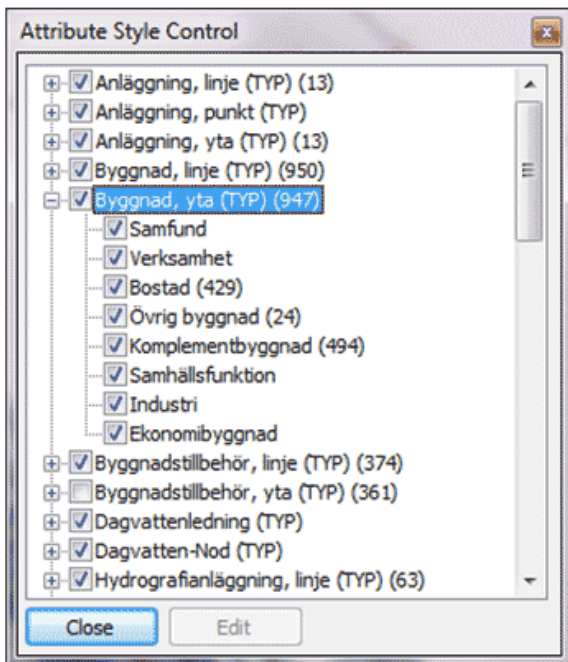 Attribute Style Control
Anläggning, linje (TYP) (13)
Anläggning, punkt (TYP)
Anläggning, yta (TYP) (13)
Byggnad, linje (TYP) (950)
Byggnad, yta (TYP) (947)
Samfund
Verksamhet
Bostad (429)
Övrig byggnad (24)
Komplementbyggnad (494)
Samhällsfunktion
Industri
Ekonomibyggnad
Byggnadstillbehör, linje (TYP) (374)
Byggnadstillbehör, yta (TYP) (361)
Dagvattenledning (TYP)
Dagvatten-Nod (TYP)
Hydrografianläggning, linje (TYP) (63)
Close Edit